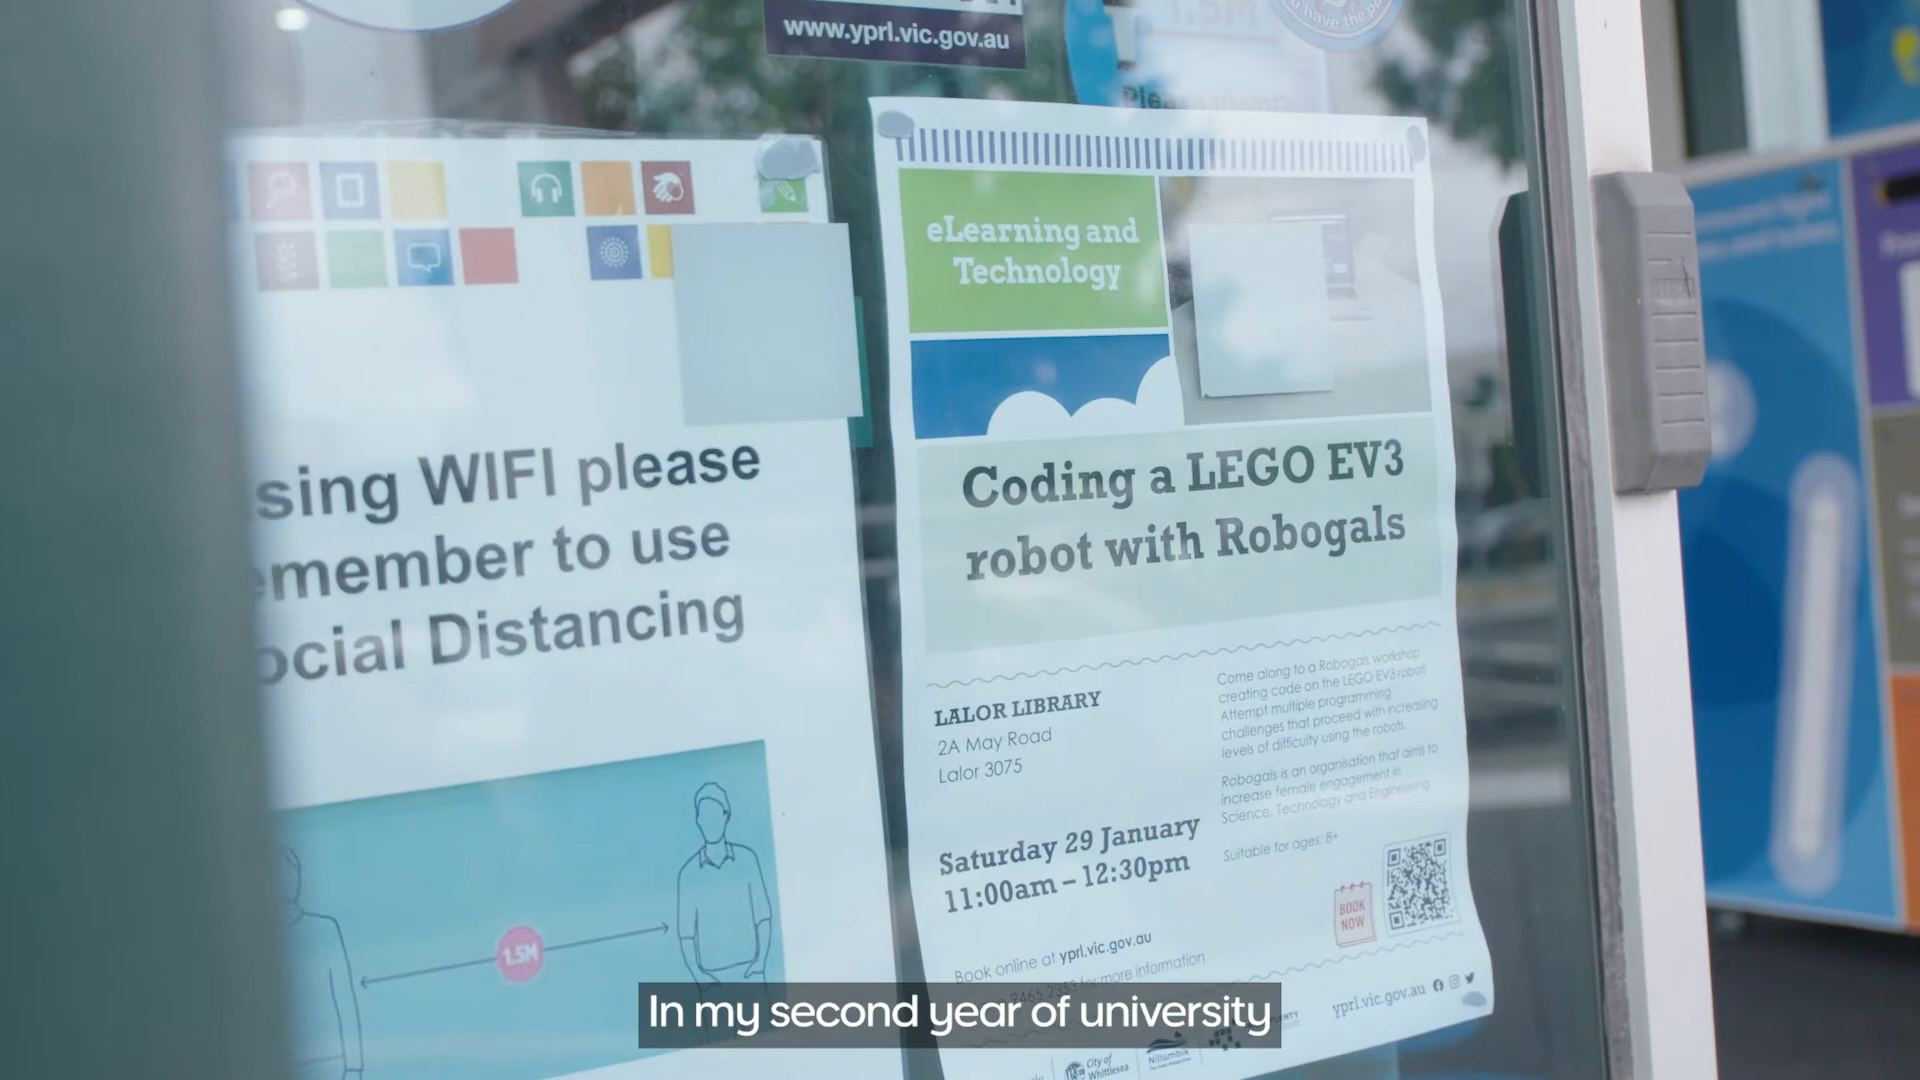 www.yprl.vic.gov.au
have the
sing WIFI please
emember to use
ocial Distancing
1.5M
eLearning and
Technology
Coding a LEGO EV3
robot with Robogals
LALOR LIBRARY
2A May Road
Lalor 3075
Saturday 29 January
11:00am – 12:30pm
Come along to a Robogals workshop
creating code on the LEGO EV3 robot!
Attempt multiple programming
challenges that proceed with increasing
levels of difficulty using the robots.
Robogals is an organisation that aims to
increase female engagement in
Science, Technology and Engineering.
Suitable for ages: 8+
BOOK
NOW
Book online at yprl.vic.gov.au
9465 2353 for more information
yprl.vic.gov.au
City of
Whittlesea
Nillumbik
In my second year of university